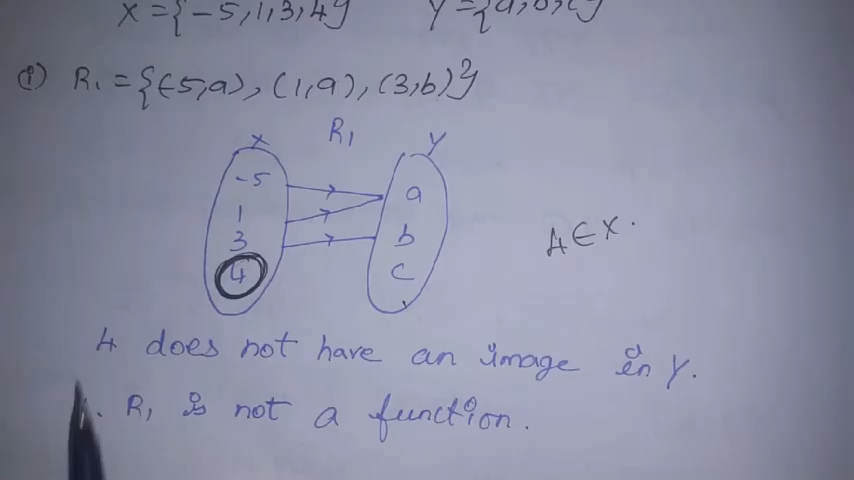 X = {-5,1,3,4} Y = {a,b,c}
(i) R₁ = {(-5,a), (1,a), (3,b)}
R₁
X Y
-5 a
1
3 b
4 c
4 ∈ X.
4 does not have an image in Y.
∴ R₁ is not a function.